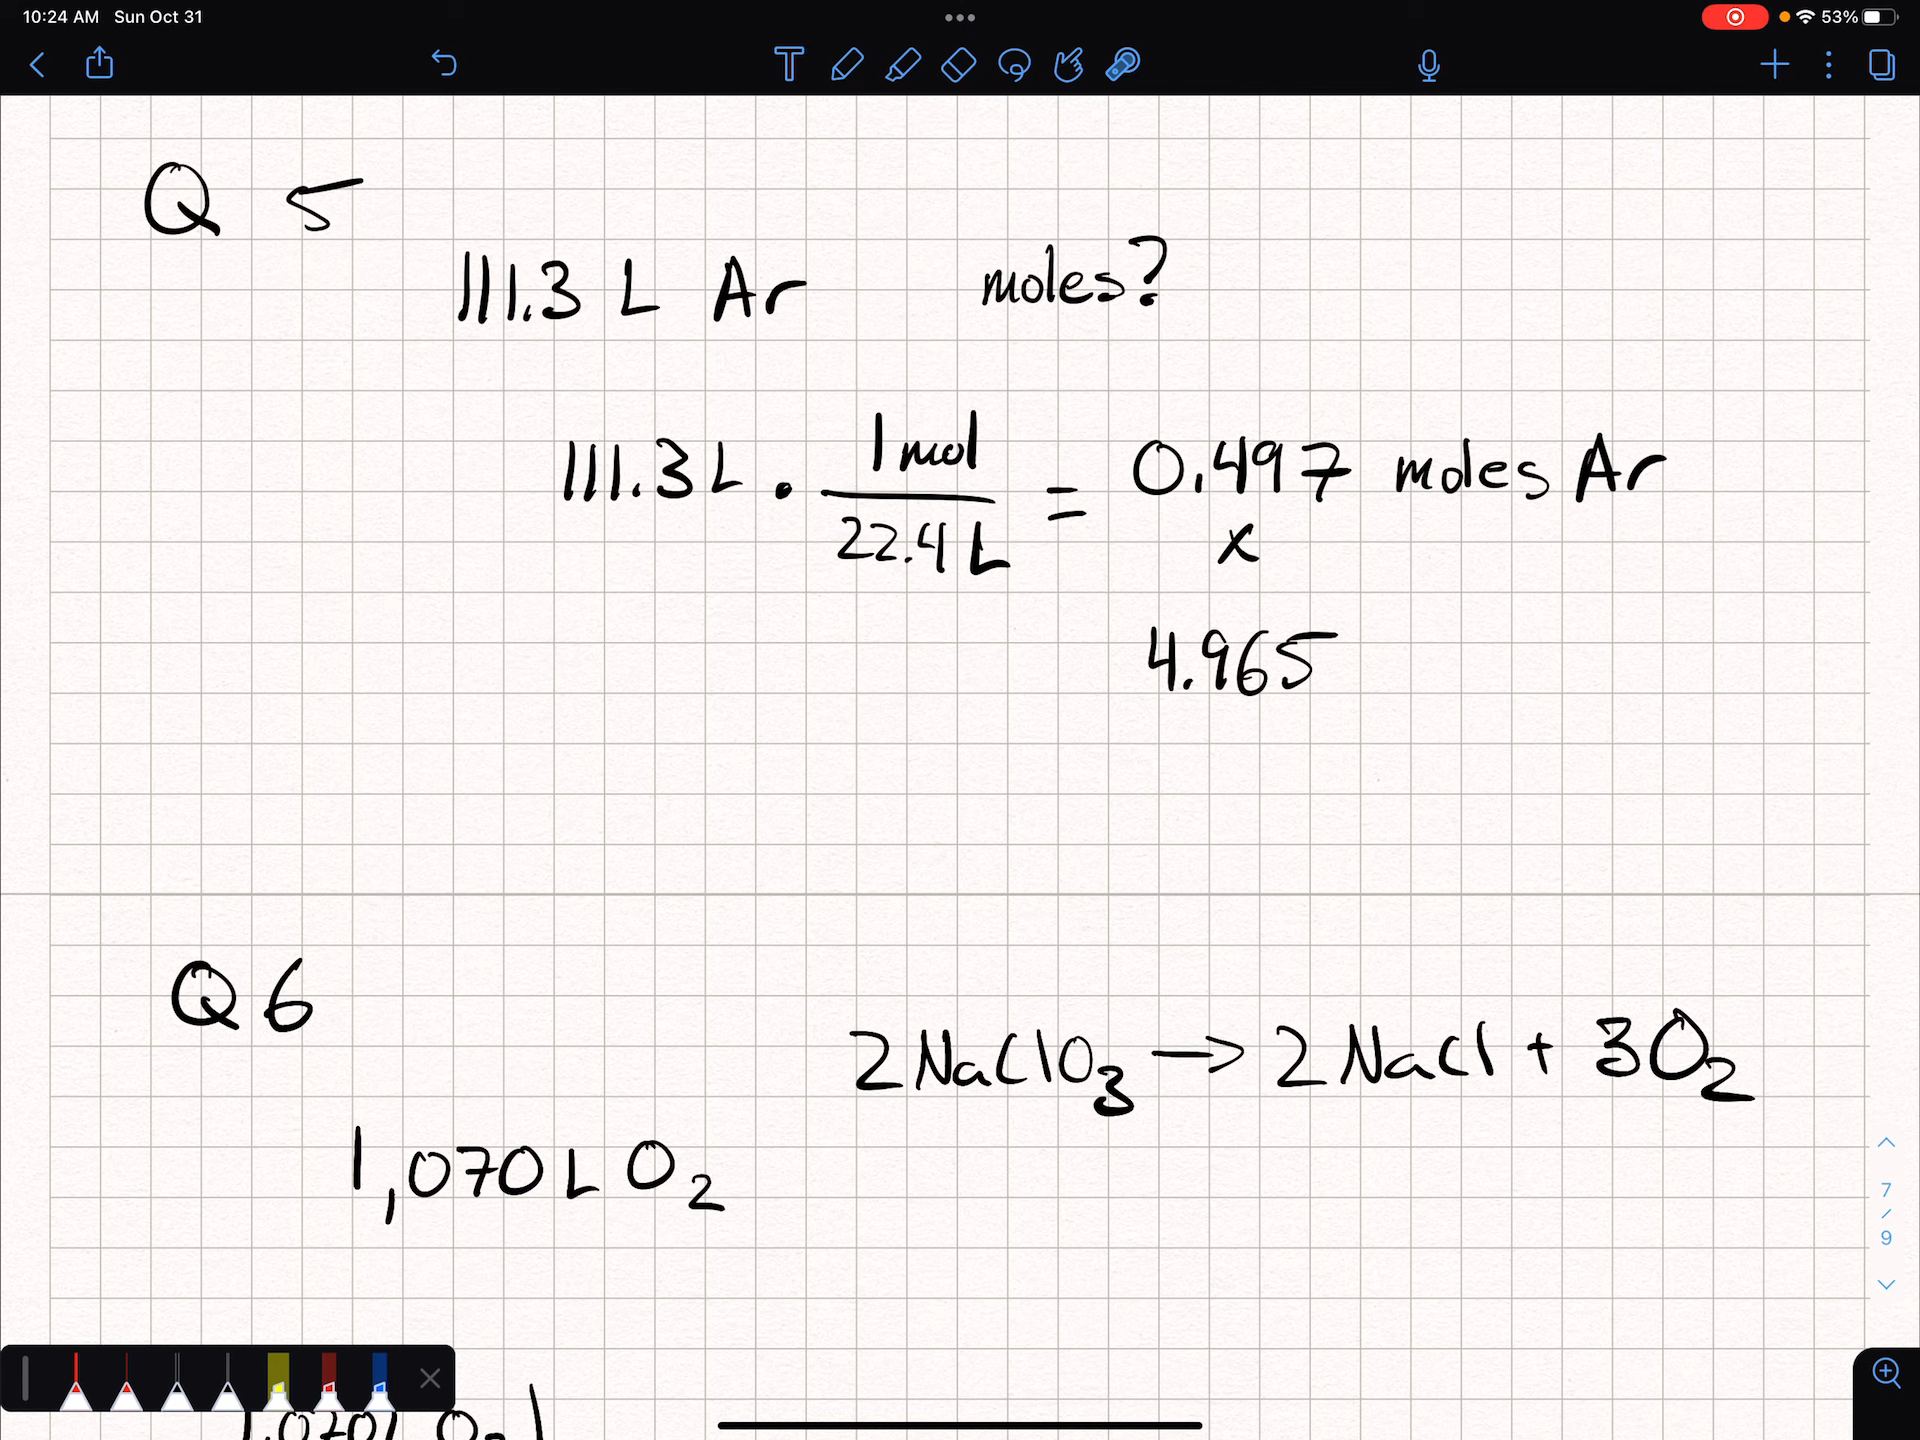 10:24 AM Sun Oct 31
53%
Q 5
111.3 L Ar moles?
111.3 L · 1 mol / 22.4 L = 0.497 moles Ar
x
4.965
Q 6
2 NaClO₃ → 2 NaCl + 3O₂
1,070 L O₂
7
/
9